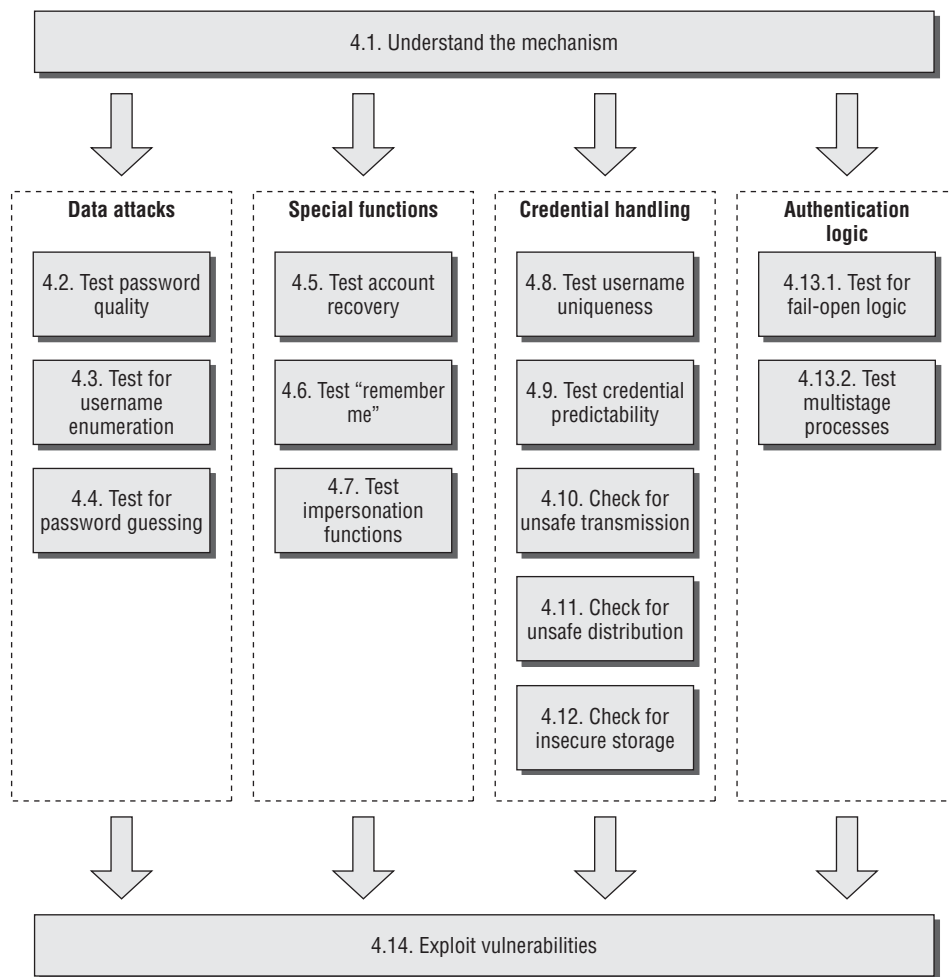 4.1. Understand the mechanism
Data attacks
4.2. Test password
quality
4.3. Test for
username
enumeration
4.4. Test for
password guessing
Special functions
4.5. Test account
recovery
4.6. Test “remember
me”
4.7. Test
impersonation
functions
Credential handling
4.8. Test username
uniqueness
4.9. Test credential
predictability
4.10. Check for
unsafe transmission
4.11. Check for
unsafe distribution
4.12. Check for
insecure storage
Authentication
logic
4.13.1. Test for
fail-open logic
4.13.2. Test
multistage
processes
4.14. Exploit vulnerabilities